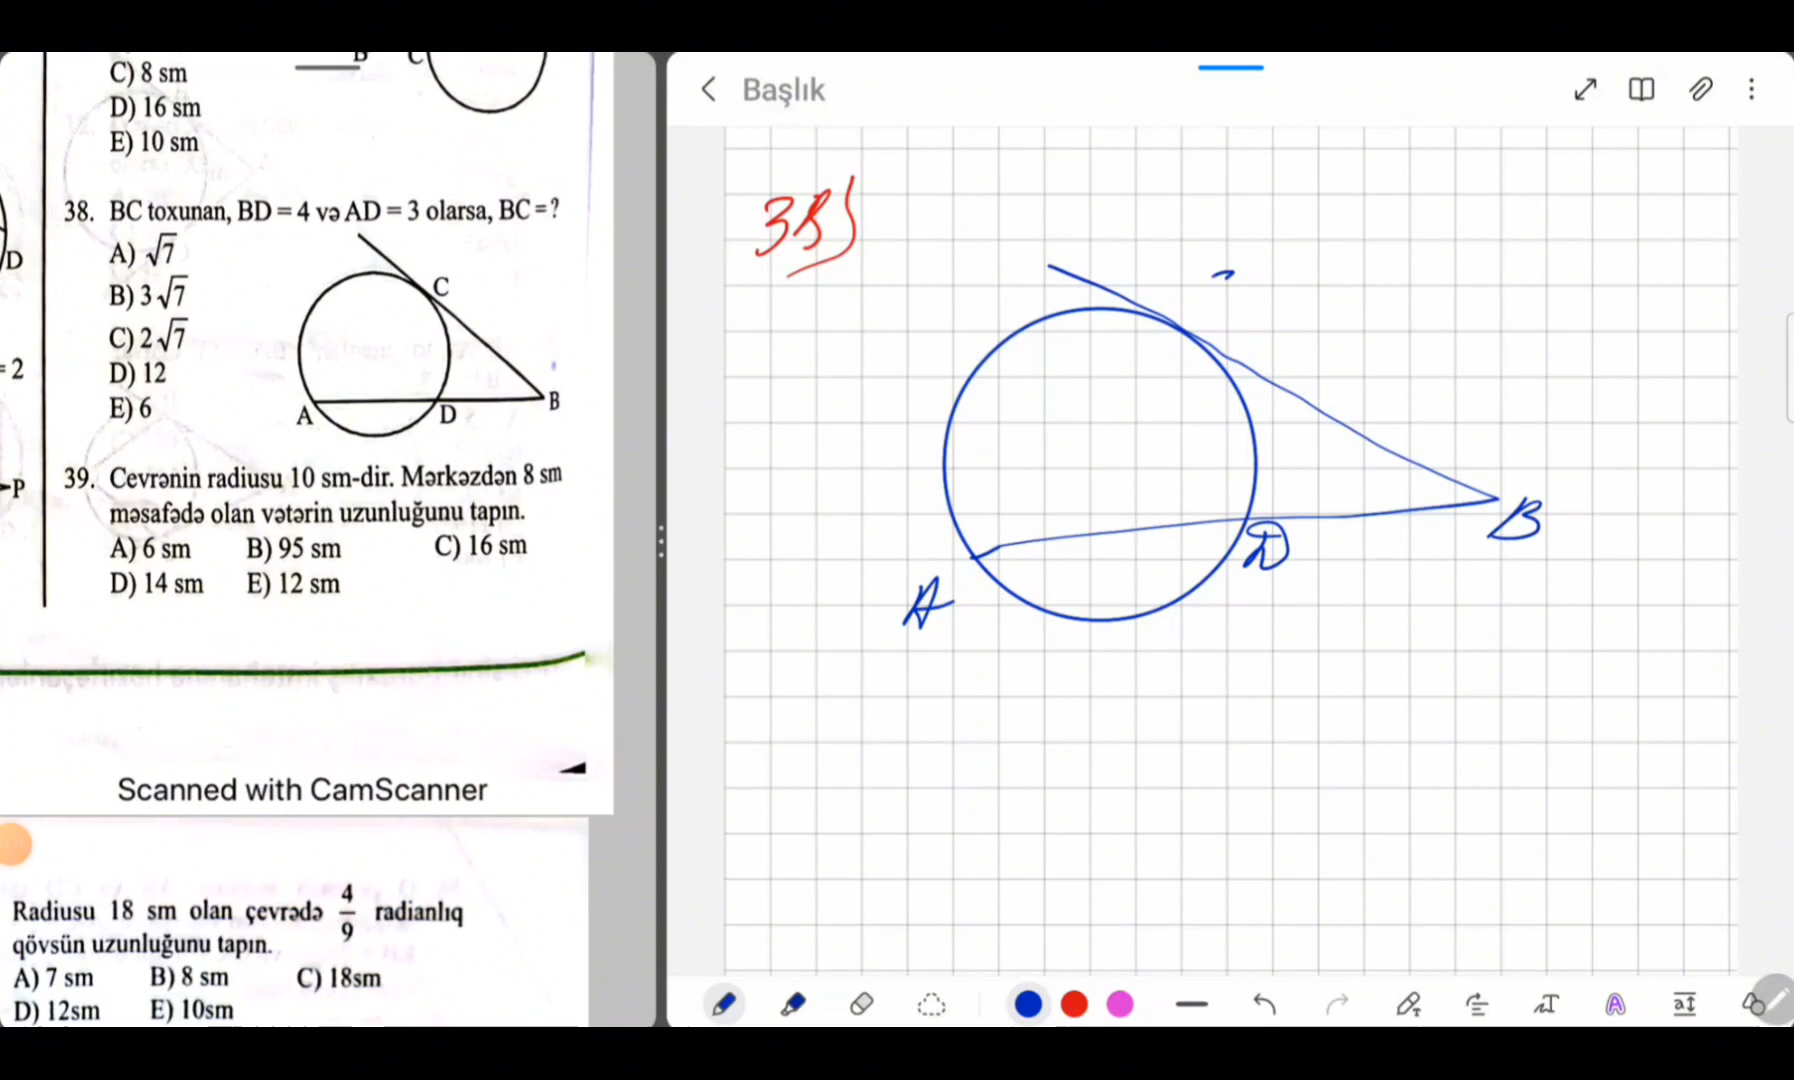 B C
C) 8 sm
D) 16 sm
E) 10 sm
D
38. BC toxunan, BD = 4 və AD = 3 olarsa, BC = ?
A) √7
B) 3√7
C) 2√7
D) 12
E) 6
C
A D B
= 2
P
39. Cevrənin radiusu 10 sm-dir. Mərkəzdən 8 sm
məsafədə olan vətərin uzunluğunu tapın.
A) 6 sm B) 95 sm C) 16 sm
D) 14 sm E) 12 sm
Scanned with CamScanner
Radiusu 18 sm olan çevrədə 4/9 radianlıq
qövsün uzunluğunu tapın.
A) 7 sm B) 8 sm C) 18sm
D) 12sm E) 10sm
Başlık
38)
A D B